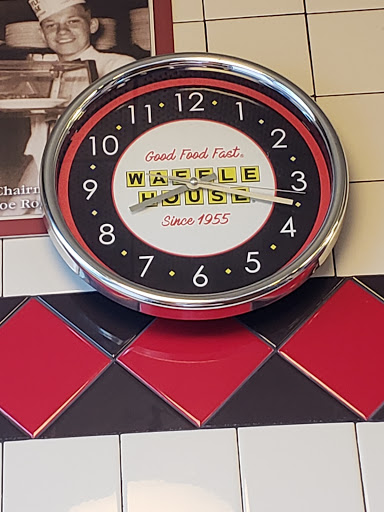 12
11
1
10
2
Good Food Fast.
WAFFLE
9
3
HOUSE
Since 1955
8
4
7
5
6
Chairm
oe Ro